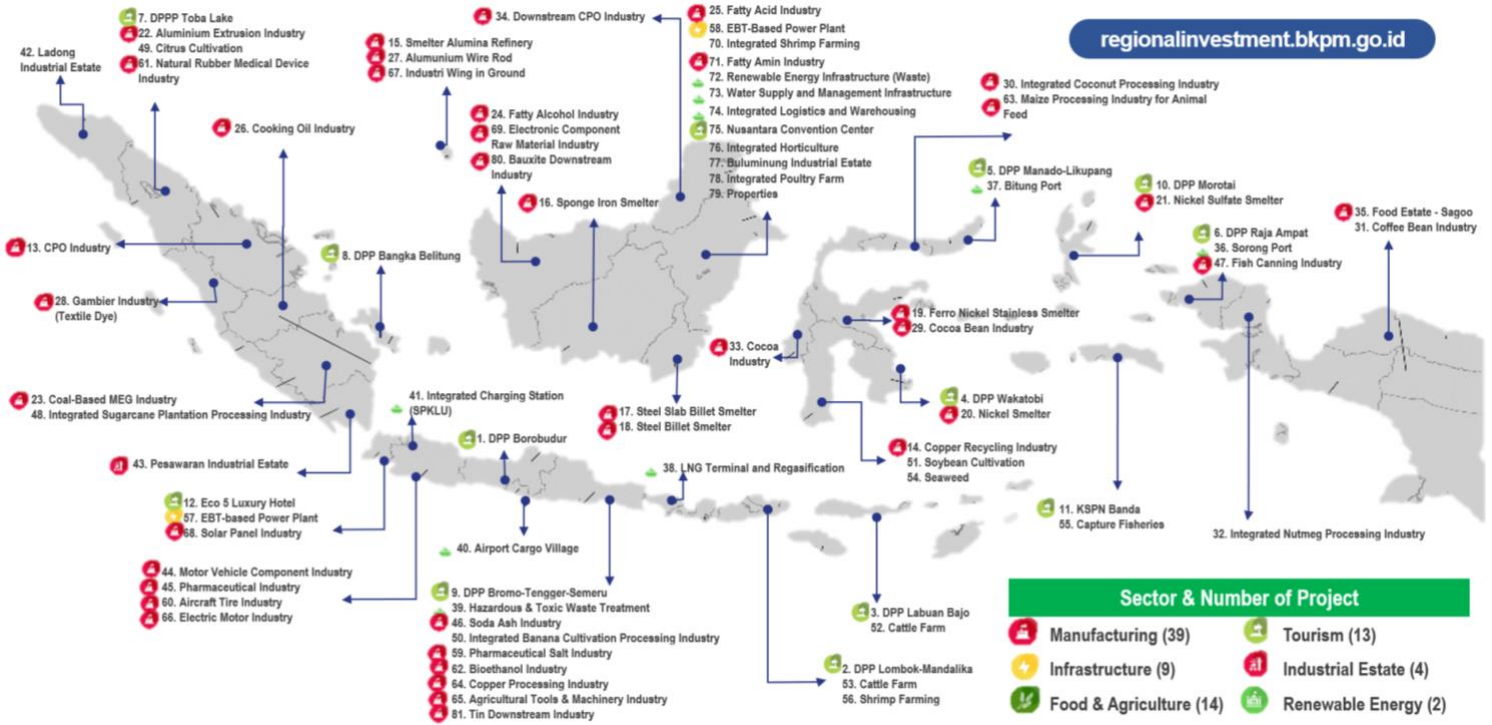 7. DPPP Toba Lake
22. Aluminium Extrusion Industry
49. Citrus Cultivation
61. Natural Rubber Medical Device
Industry
42. Ladong
Industrial Estate
34. Downstream CPO Industry
15. Smelter Alumina Refinery
27. Alumunium Wire Rod
67. Industri Wing in Ground
25. Fatty Acid Industry
58. EBT-Based Power Plant
70. Integrated Shrimp Farming
71. Fatty Amin Industry
72. Renewable Energy Infrastructure (Waste)
73. Water Supply and Management Infrastructure
74. Integrated Logistics and Warehousing
75. Nusantara Convention Center
76. Integrated Horticulture
77. Buluminung Industrial Estate
78. Integrated Poultry Farm
79. Properties
regionalinvestment.bkpm.go.id
30. Integrated Coconut Processing Industry
63. Maize Processing Industry for Animal
Feed
26. Cooking Oil Industry
24. Fatty Alcohol Industry
69. Electronic Component
Raw Material Industry
80. Bauxite Downstream
Industry
16. Sponge Iron Smelter
5. DPP Manado-Likupang
37. Bitung Port
10. DPP Morotai
21. Nickel Sulfate Smelter
6. DPP Raja Ampat
36. Sorong Port
47. Fish Canning Industry
35. Food Estate - Sagoo
31. Coffee Bean Industry
13. CPO Industry
8. DPP Bangka Belitung
28. Gambier Industry
(Textile Dye)
19. Ferro Nickel Stainless Smelter
29. Cocoa Bean Industry
33. Cocoa
Industry
23. Coal-Based MEG Industry
48. Integrated Sugarcane Plantation Processing Industry
41. Integrated Charging Station
(SPKLU)
17. Steel Slab Billet Smelter
18. Steel Billet Smelter
4. DPP Wakatobi
20. Nickel Smelter
1. DPP Borobudur
43. Pesawaran Industrial Estate
38. LNG Terminal and Regasification
14. Copper Recycling Industry
51. Soybean Cultivation
54. Seaweed
12. Eco 5 Luxury Hotel
57. EBT-based Power Plant
68. Solar Panel Industry
11. KSPN Banda
55. Capture Fisheries
32. Integrated Nutmeg Processing Industry
40. Airport Cargo Village
44. Motor Vehicle Component Industry
45. Pharmaceutical Industry
60. Aircraft Tire Industry
66. Electric Motor Industry
9. DPP Bromo-Tengger-Semeru
39. Hazardous & Toxic Waste Treatment
46. Soda Ash Industry
50. Integrated Banana Cultivation Processing Industry
59. Pharmaceutical Salt Industry
62. Bioethanol Industry
64. Copper Processing Industry
65. Agricultural Tools & Machinery Industry
81. Tin Downstream Industry
3. DPP Labuan Bajo
52. Cattle Farm
2. DPP Lombok-Mandalika
53. Cattle Farm
56. Shrimp Farming
Sector & Number of Project
Manufacturing (39)
Tourism (13)
Infrastructure (9)
Industrial Estate (4)
Food & Agriculture (14)
Renewable Energy (2)